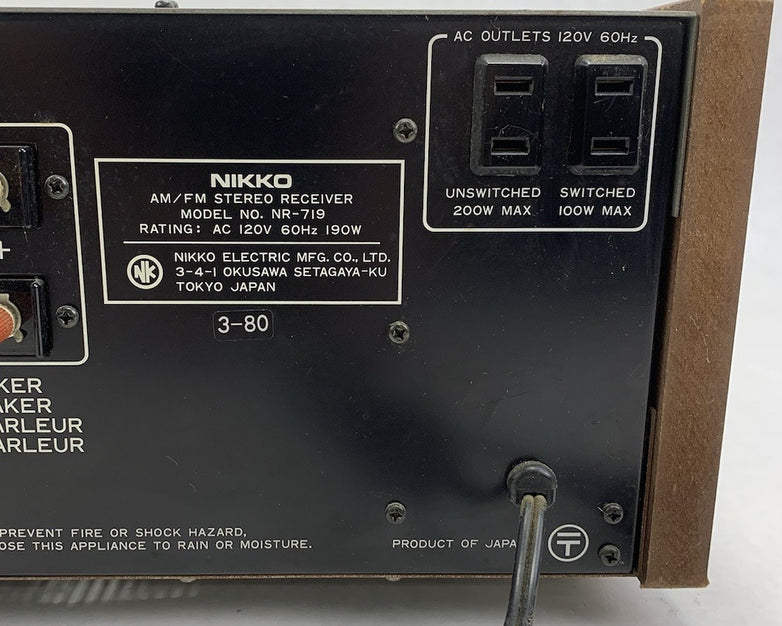 AC OUTLETS 120V 60Hz
UNSWITCHED
200W MAX
SWITCHED
100W MAX
NIKKO
AM/FM STEREO RECEIVER
MODEL NO. NR-719
RATING: AC 120V 60Hz 190W
NK
NIKKO ELECTRIC MFG. CO., LTD.
3-4-1 OKUSAWA SETAGAYA-KU
TOKYO JAPAN
3-80
+
KER
AKER
ARLEUR
ARLEUR
PREVENT FIRE OR SHOCK HAZARD,
OSE THIS APPLIANCE TO RAIN OR MOISTURE.
PRODUCT OF JAPA